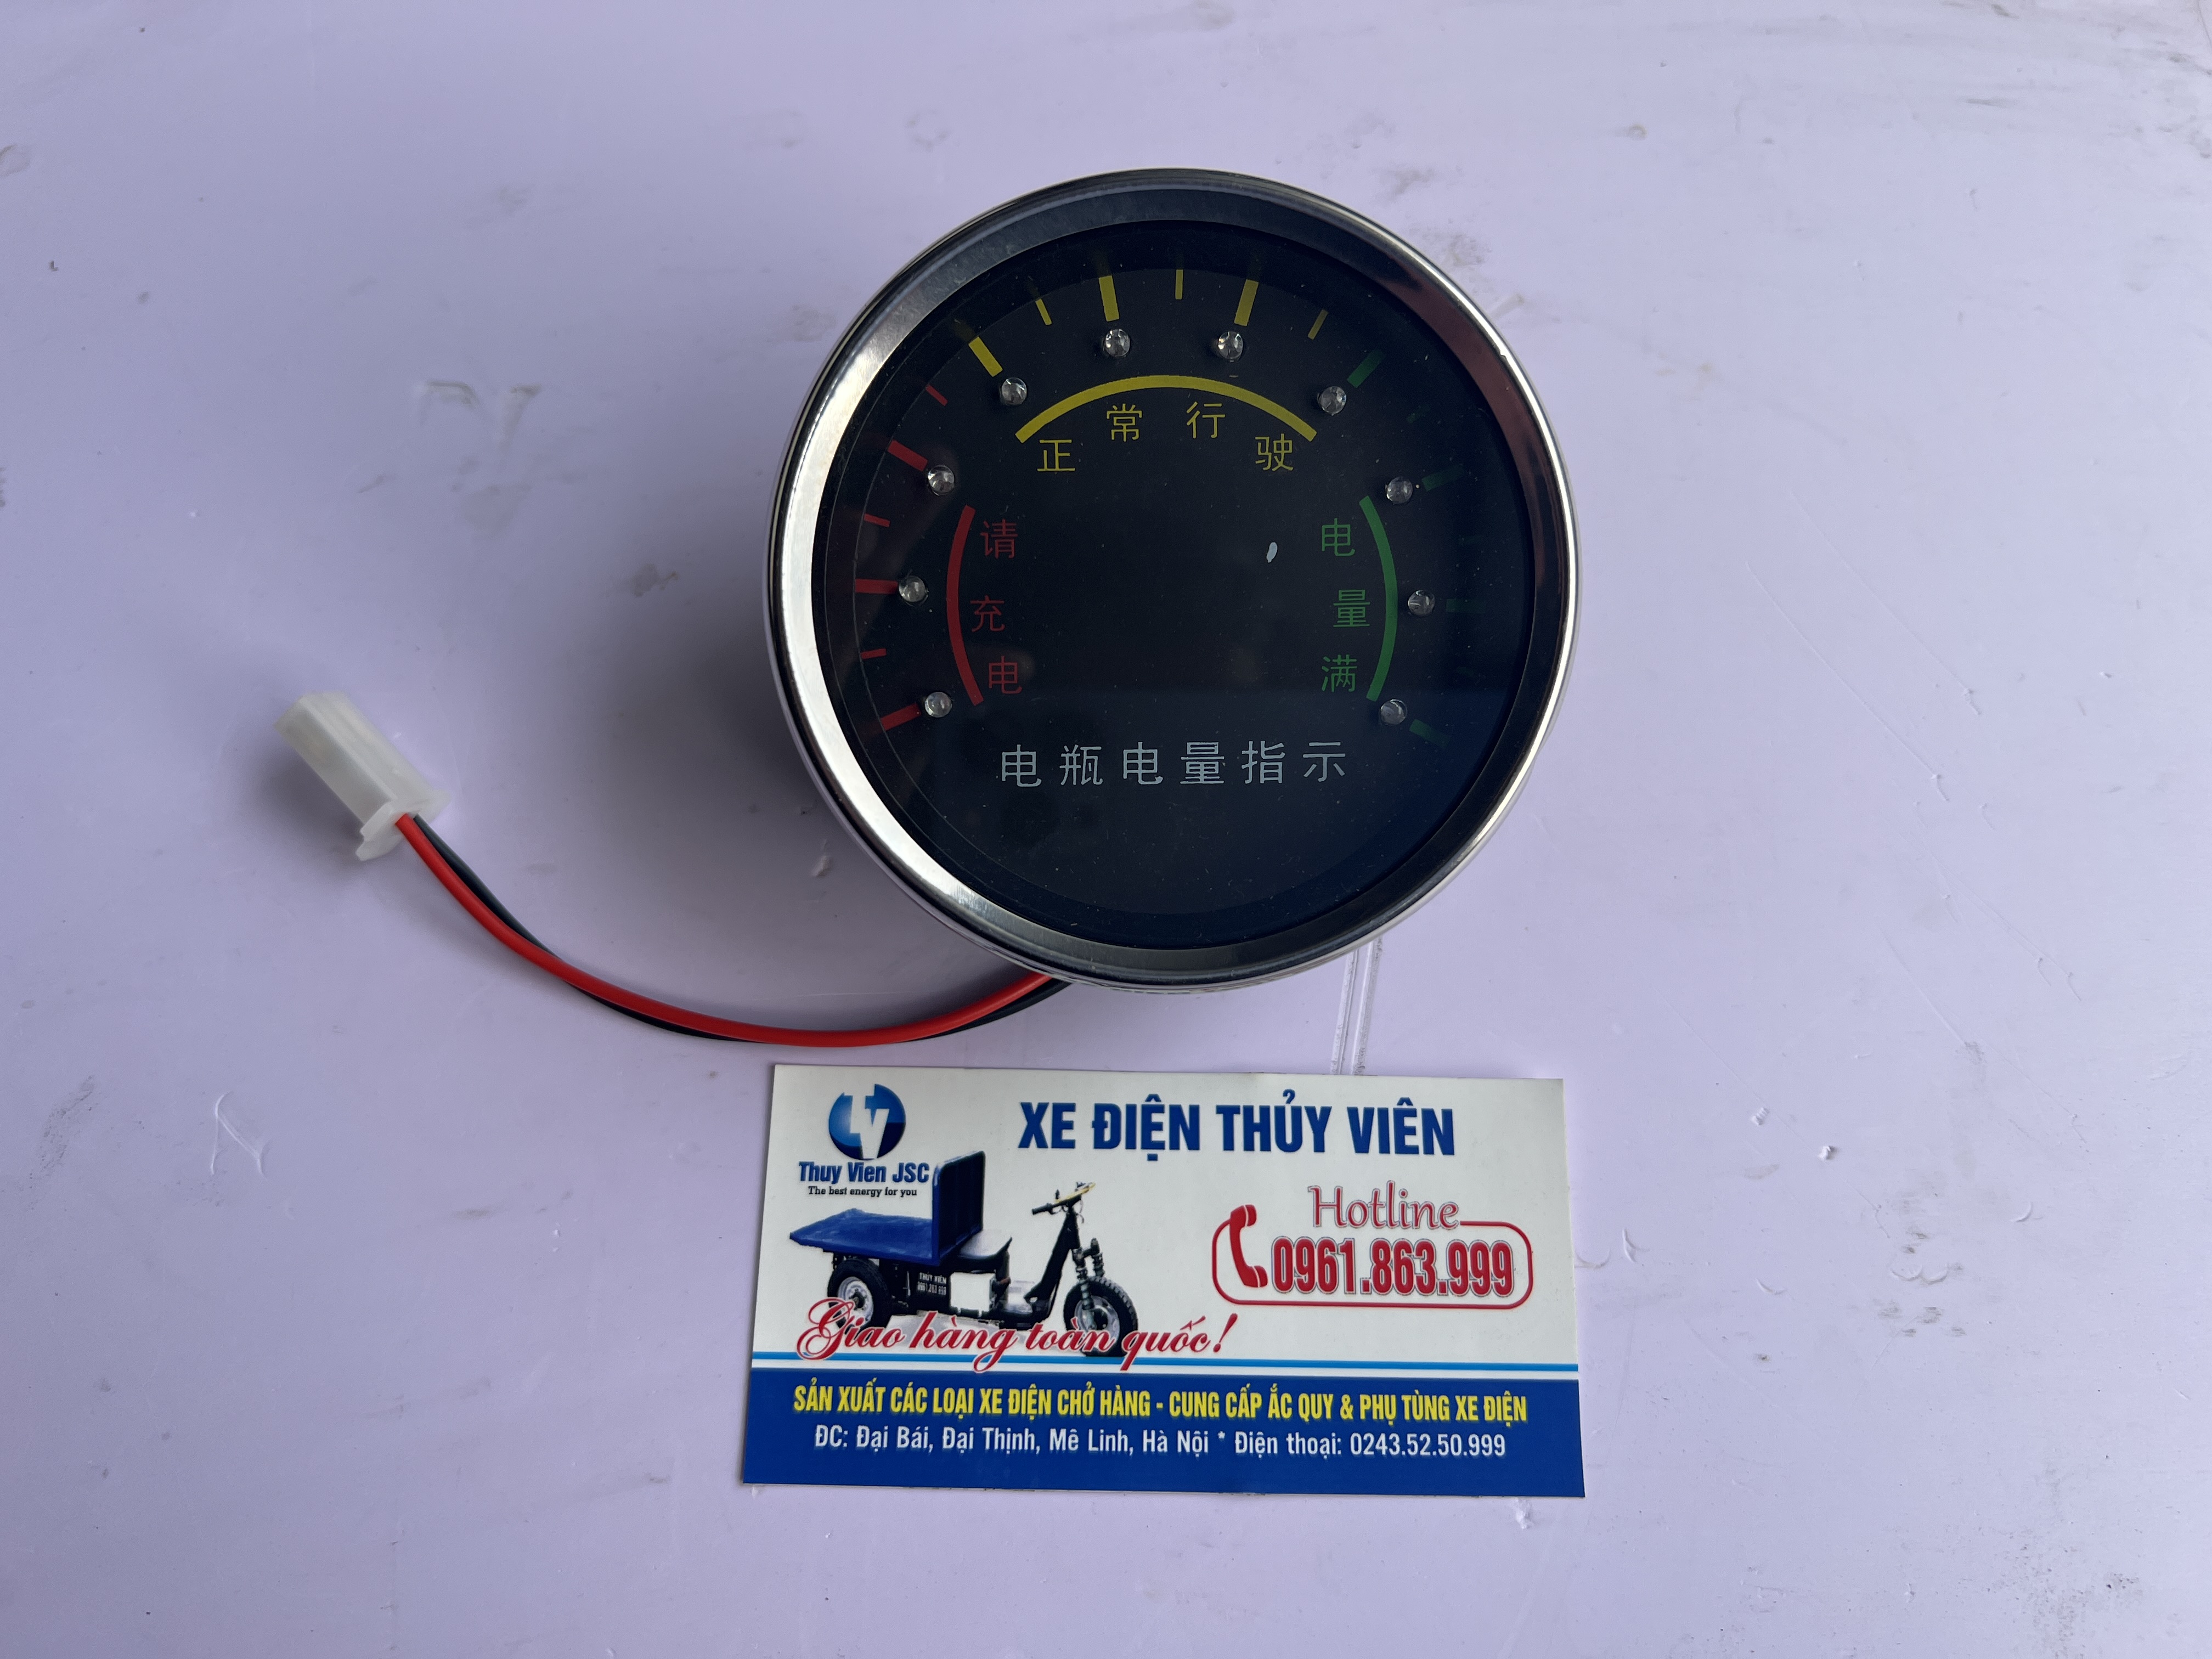 正常行驶
请充电
电量满
电瓶电量指示
XE ĐIỆN THỦY VIÊN
Thuy Vien JSC
The best energy for you
Hotline
0961.863.999
THỦY VIÊN
Giao hàng toàn quốc!
SẢN XUẤT CÁC LOẠI XE ĐIỆN CHỞ HÀNG - CUNG CẤP ẮC QUY & PHỤ TÙNG XE ĐIỆN
ĐC: Đại Bái, Đại Thịnh, Mê Linh, Hà Nội * Điện thoại: 0243.52.50.999